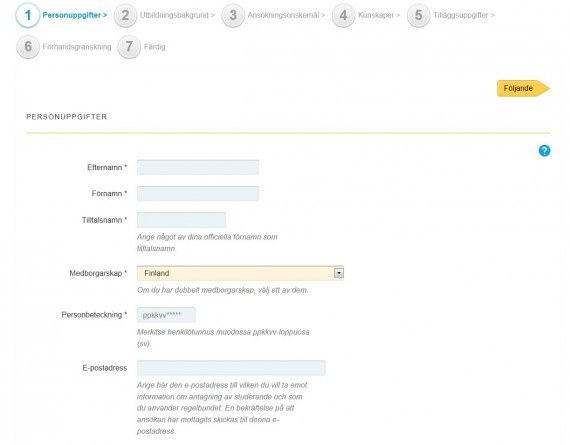 1 Personuppgifter > 2 Utbildningsbakgrund > 3 Ansökningsönskemål > 4 Kunskaper > 5 Tilläggsuppgifter >
6 Förhandsgranskning 7 Färdig
Följande
PERSONUPPGIFTER
?
Efternamn *
Förnamn *
Tilltalsnamn *
Ange något av dina officiella förnamn som
tilltalsnamn.
Medborgarskap * Finland
Om du har dubbelt medborgarskap, välj ett av dem.
Personbeteckning * ppkkvv*****
Merkitse henkilötunnus muodossa ppkkvv-loppuosa
(sv).
E-postadress
Ange här den e-postadress till vilken du vill ta emot
information om antagning av studerande och som
du använder regelbundet. En bekräftelse på att
ansökan har mottagits skickas till denna e-
postadress.